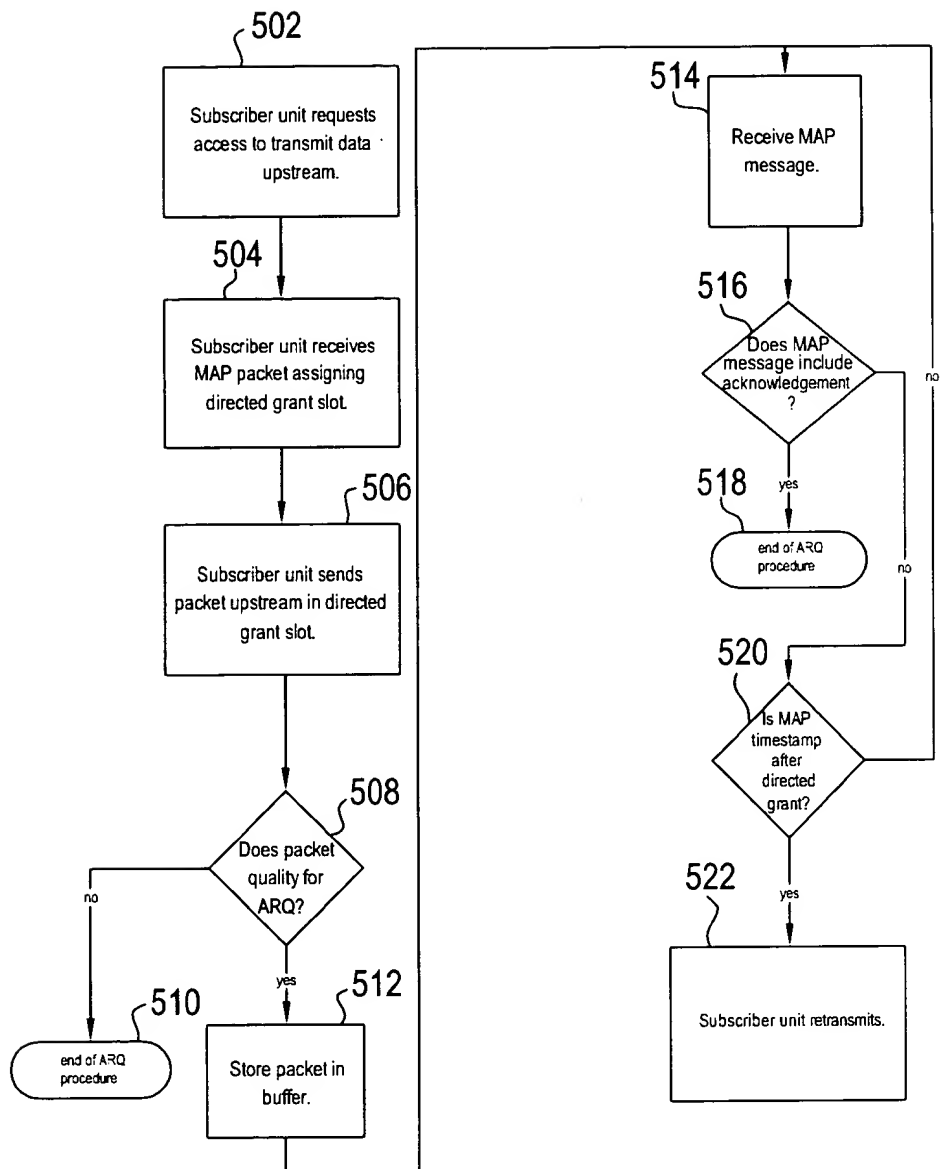 502
Subscriber unit requests
access to transmit data
upstream.
504
Subscriber unit receives
MAP packet assigning
directed grant slot.
506
Subscriber unit sends
packet upstream in directed
grant slot.
508
Does packet
quality for
ARQ?
no
yes
510
end of ARQ
procedure
512
Store packet in
buffer.
514
Receive MAP
message.
516
Does MAP
message include
acknowledgement
?
no
yes
518
end of ARQ
procedure
no
520
Is MAP
timestamp
after
directed
grant?
yes
522
Subscriber unit retransmits.